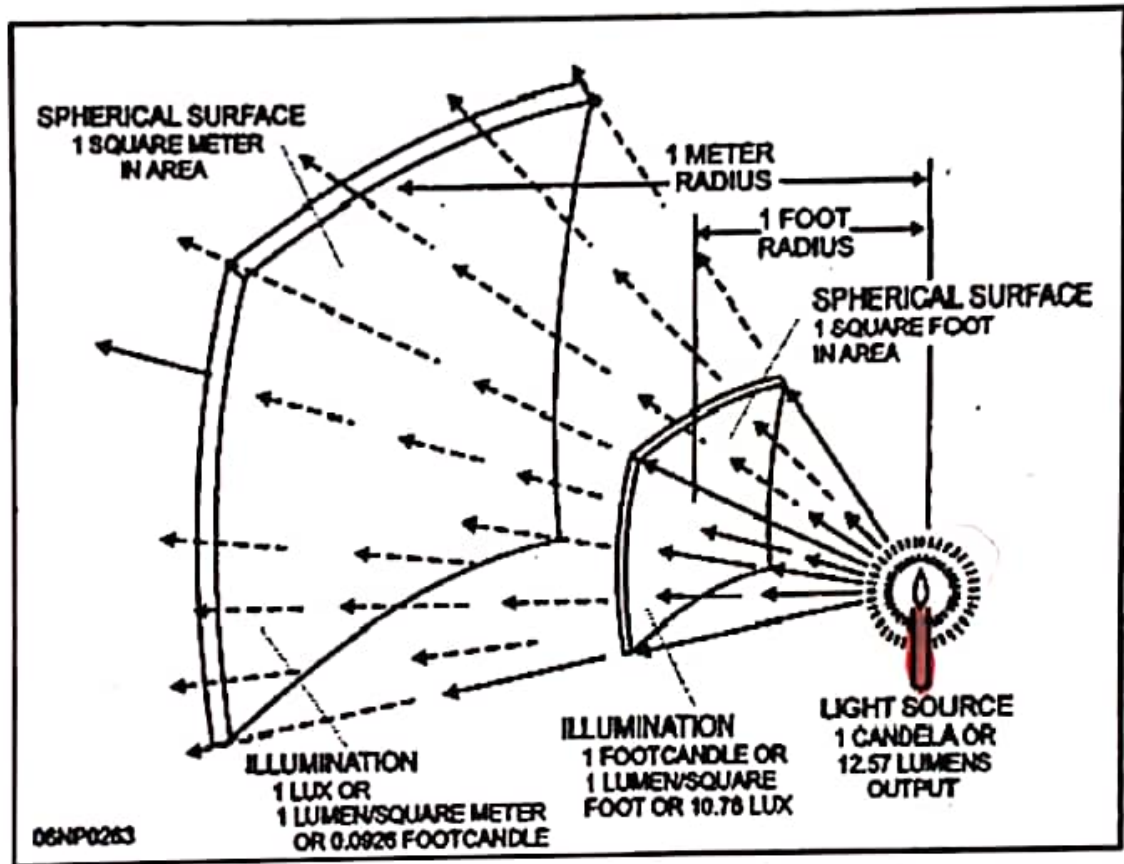 SPHERICAL SURFACE
1 SQUARE METER
IN AREA
1 METER
RADIUS
1 FOOT
RADIUS
SPHERICAL SURFACE
1 SQUARE FOOT
IN AREA
ILLUMINATION
1 LUX OR
1 LUMEN/SQUARE METER
OR 0.0926 FOOTCANDLE
ILLUMINATION
1 FOOTCANDLE OR
1 LUMEN/SQUARE
FOOT OR 10.76 LUX
LIGHT SOURCE
1 CANDELA OR
12.57 LUMENS
OUTPUT
06NP0263